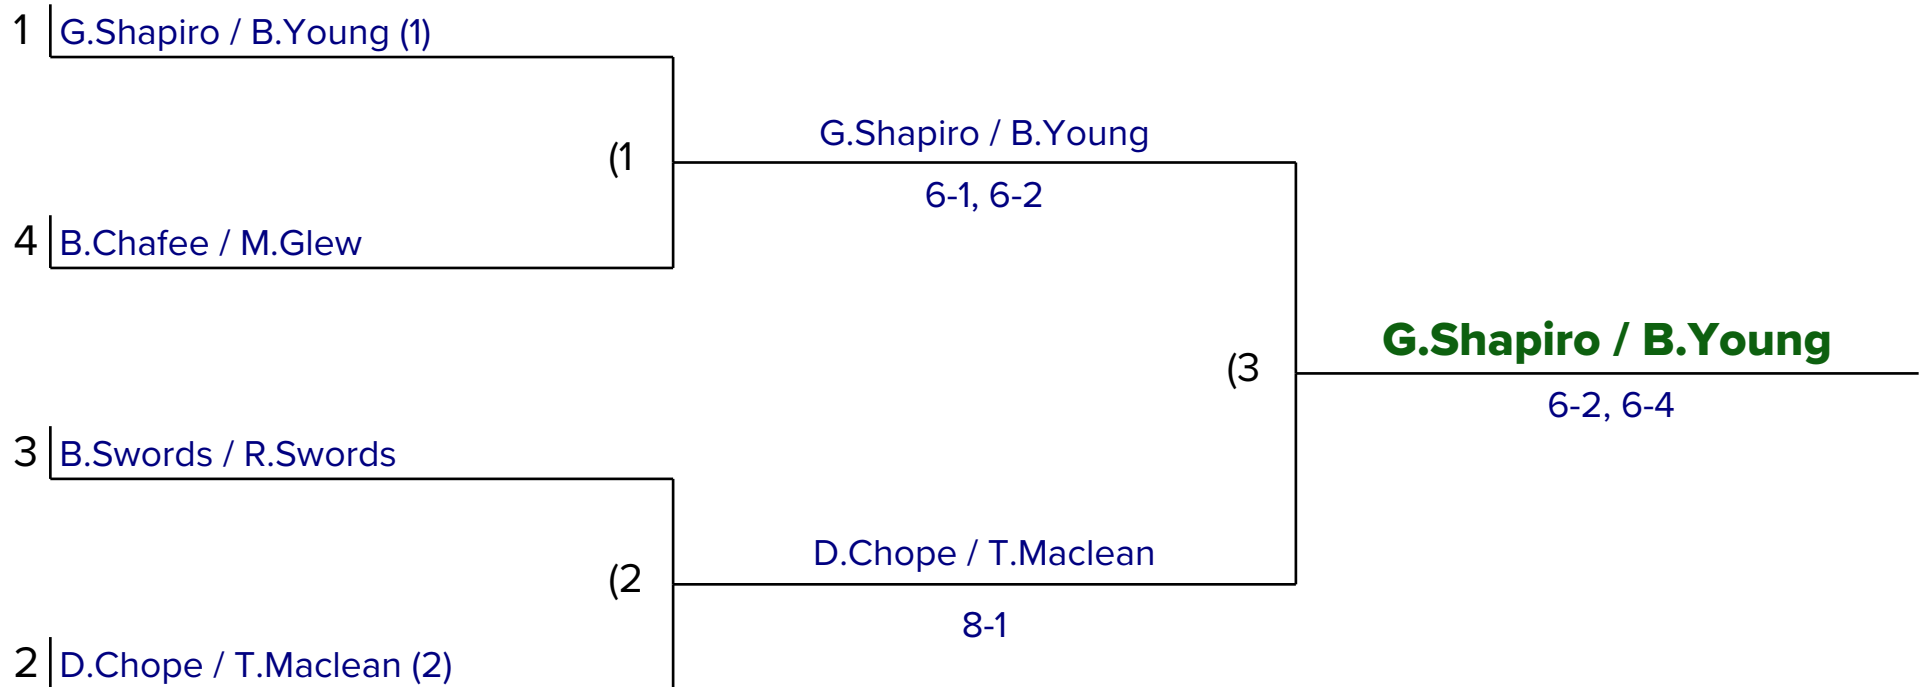 1 G.Shapiro / B.Young (1)
G.Shapiro / B.Young
(1
6-1, 6-2
4 B.Chafee / M.Glew
G.Shapiro / B.Young
(3
6-2, 6-4
3 B.Swords / R.Swords
D.Chope / T.Maclean
(2
8-1
2 D.Chope / T.Maclean (2)